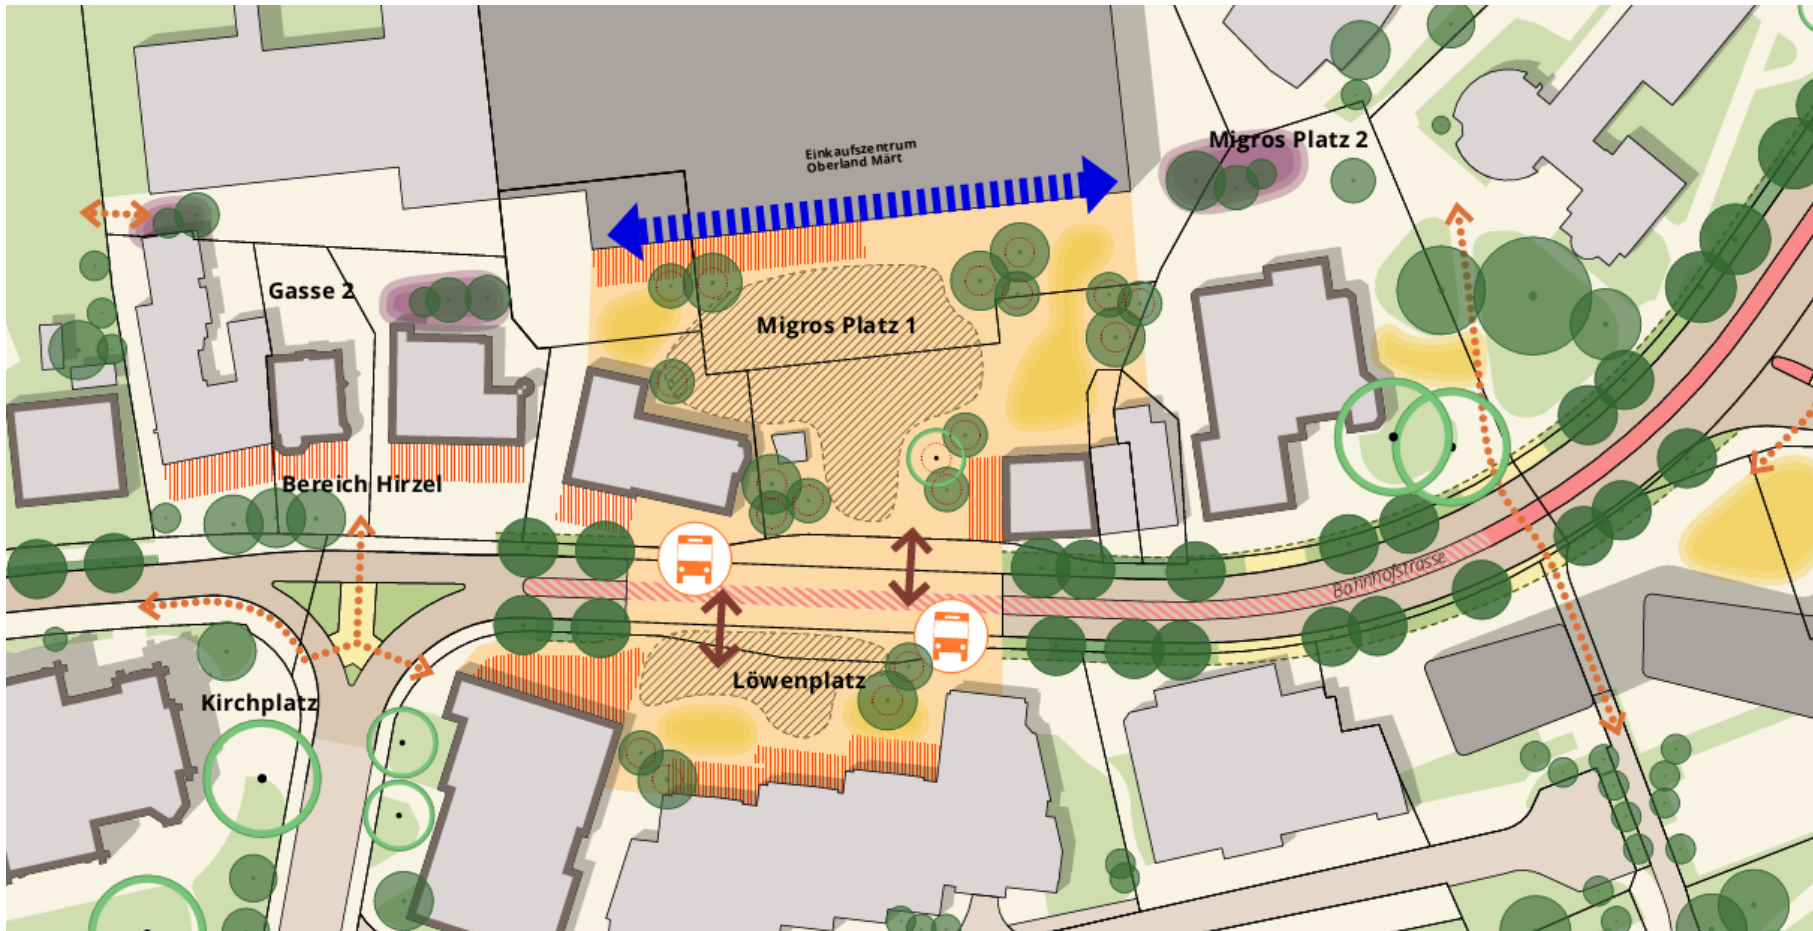 Migros Platz 2
Einkaufszentrum
Oberland Märt
Gasse 2
Migros Platz 1
Bereich Hirzel
Bahnhofstrasse
Löwenplatz
Kirchplatz